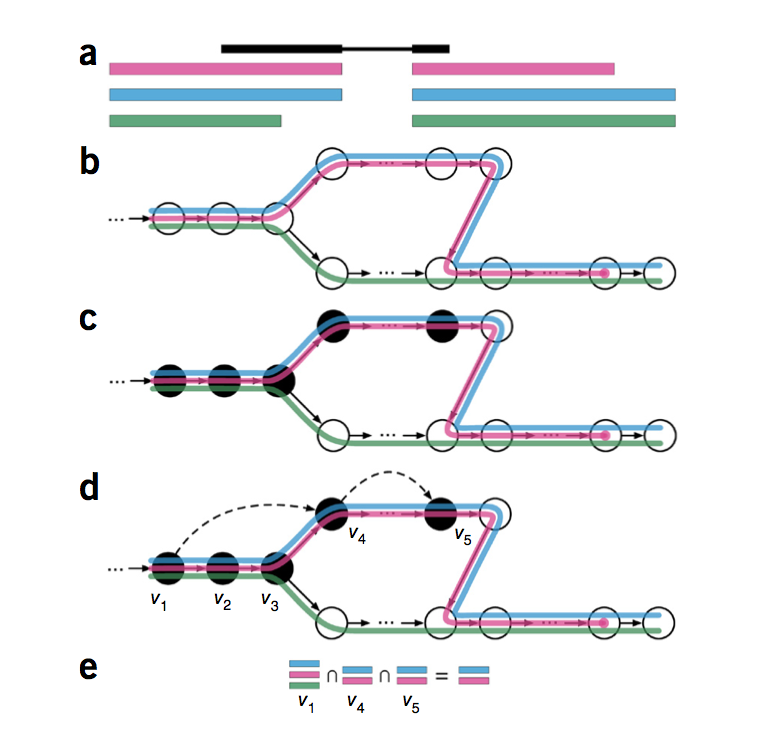 a
b
... ...
... ...
c
... ...
... ...
d
... v4 v5
... v1 v2 v3
... ...
e
∩ ∩ =
v1 v4 v5